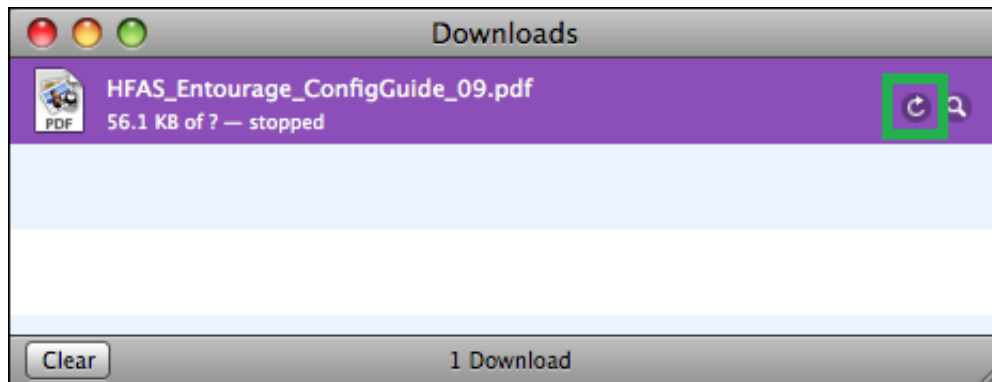 Downloads
HFAS_Entourage_ConfigGuide_09.pdf
56.1 KB of ? — stopped
PDF
Clear
1 Download